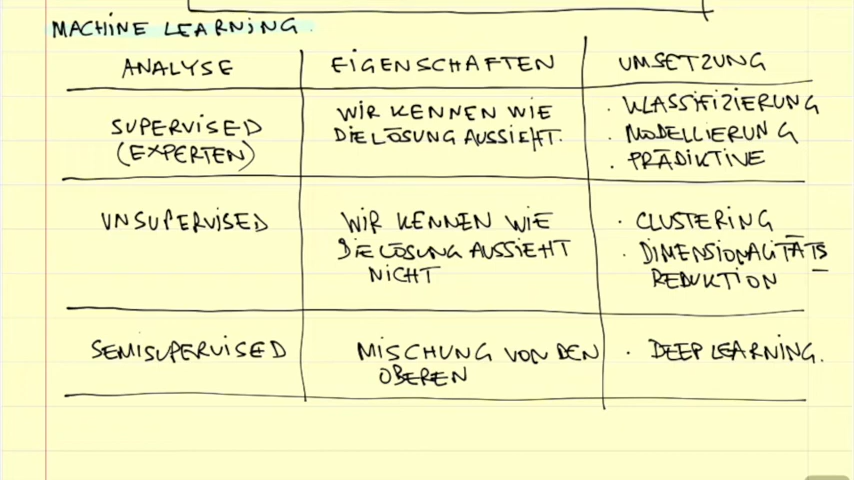 MACHINE LEARNING.
ANALYSE EIGENSCHAFTEN UMSETZUNG
SUPERVISED
(EXPERTEN)
WIR KENNEN WIE
DIE LÖSUNG AUSSIEHT.
· KLASSIFIZIERUNG
· MODELLIERUNG
· PRÄDIKTIVE
UNSUPERVISED
WIR KENNEN WIE
DIE LÖSUNG AUSSIEHT
NICHT
· CLUSTERING
· DIMENSIONALITÄTS
REDUKTION
SEMISUPERVISED
MISCHUNG VON DEN
OBEREN
· DEEP LEARNING.